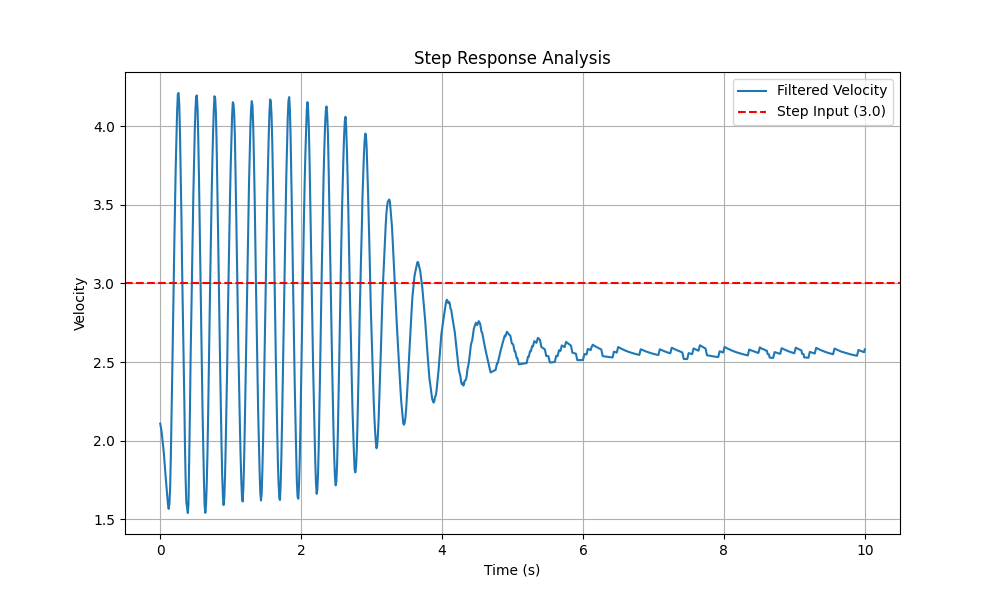 Step Response Analysis
Filtered Velocity
Step Input (3.0)
Velocity
4.0
3.5
3.0
2.5
2.0
1.5
0 2 4 6 8 10
Time (s)